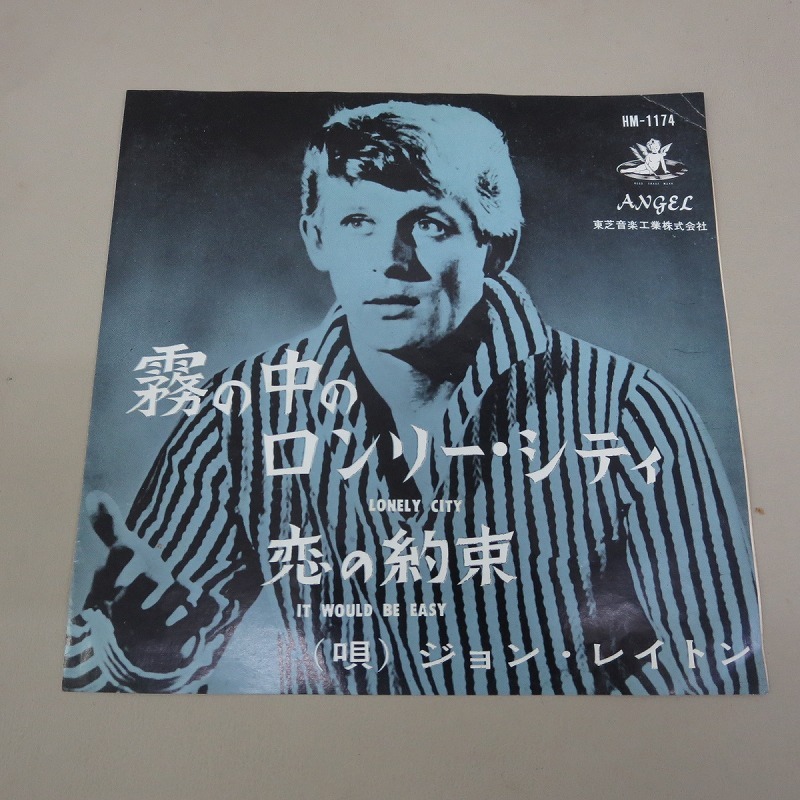 HM-1174
ANGEL
東芝音楽工業株式会社
霧の中の
ロンリー・シティ
LONELY CITY
恋の約束
IT WOULD BE EASY
(唄) ジョン・レイトン